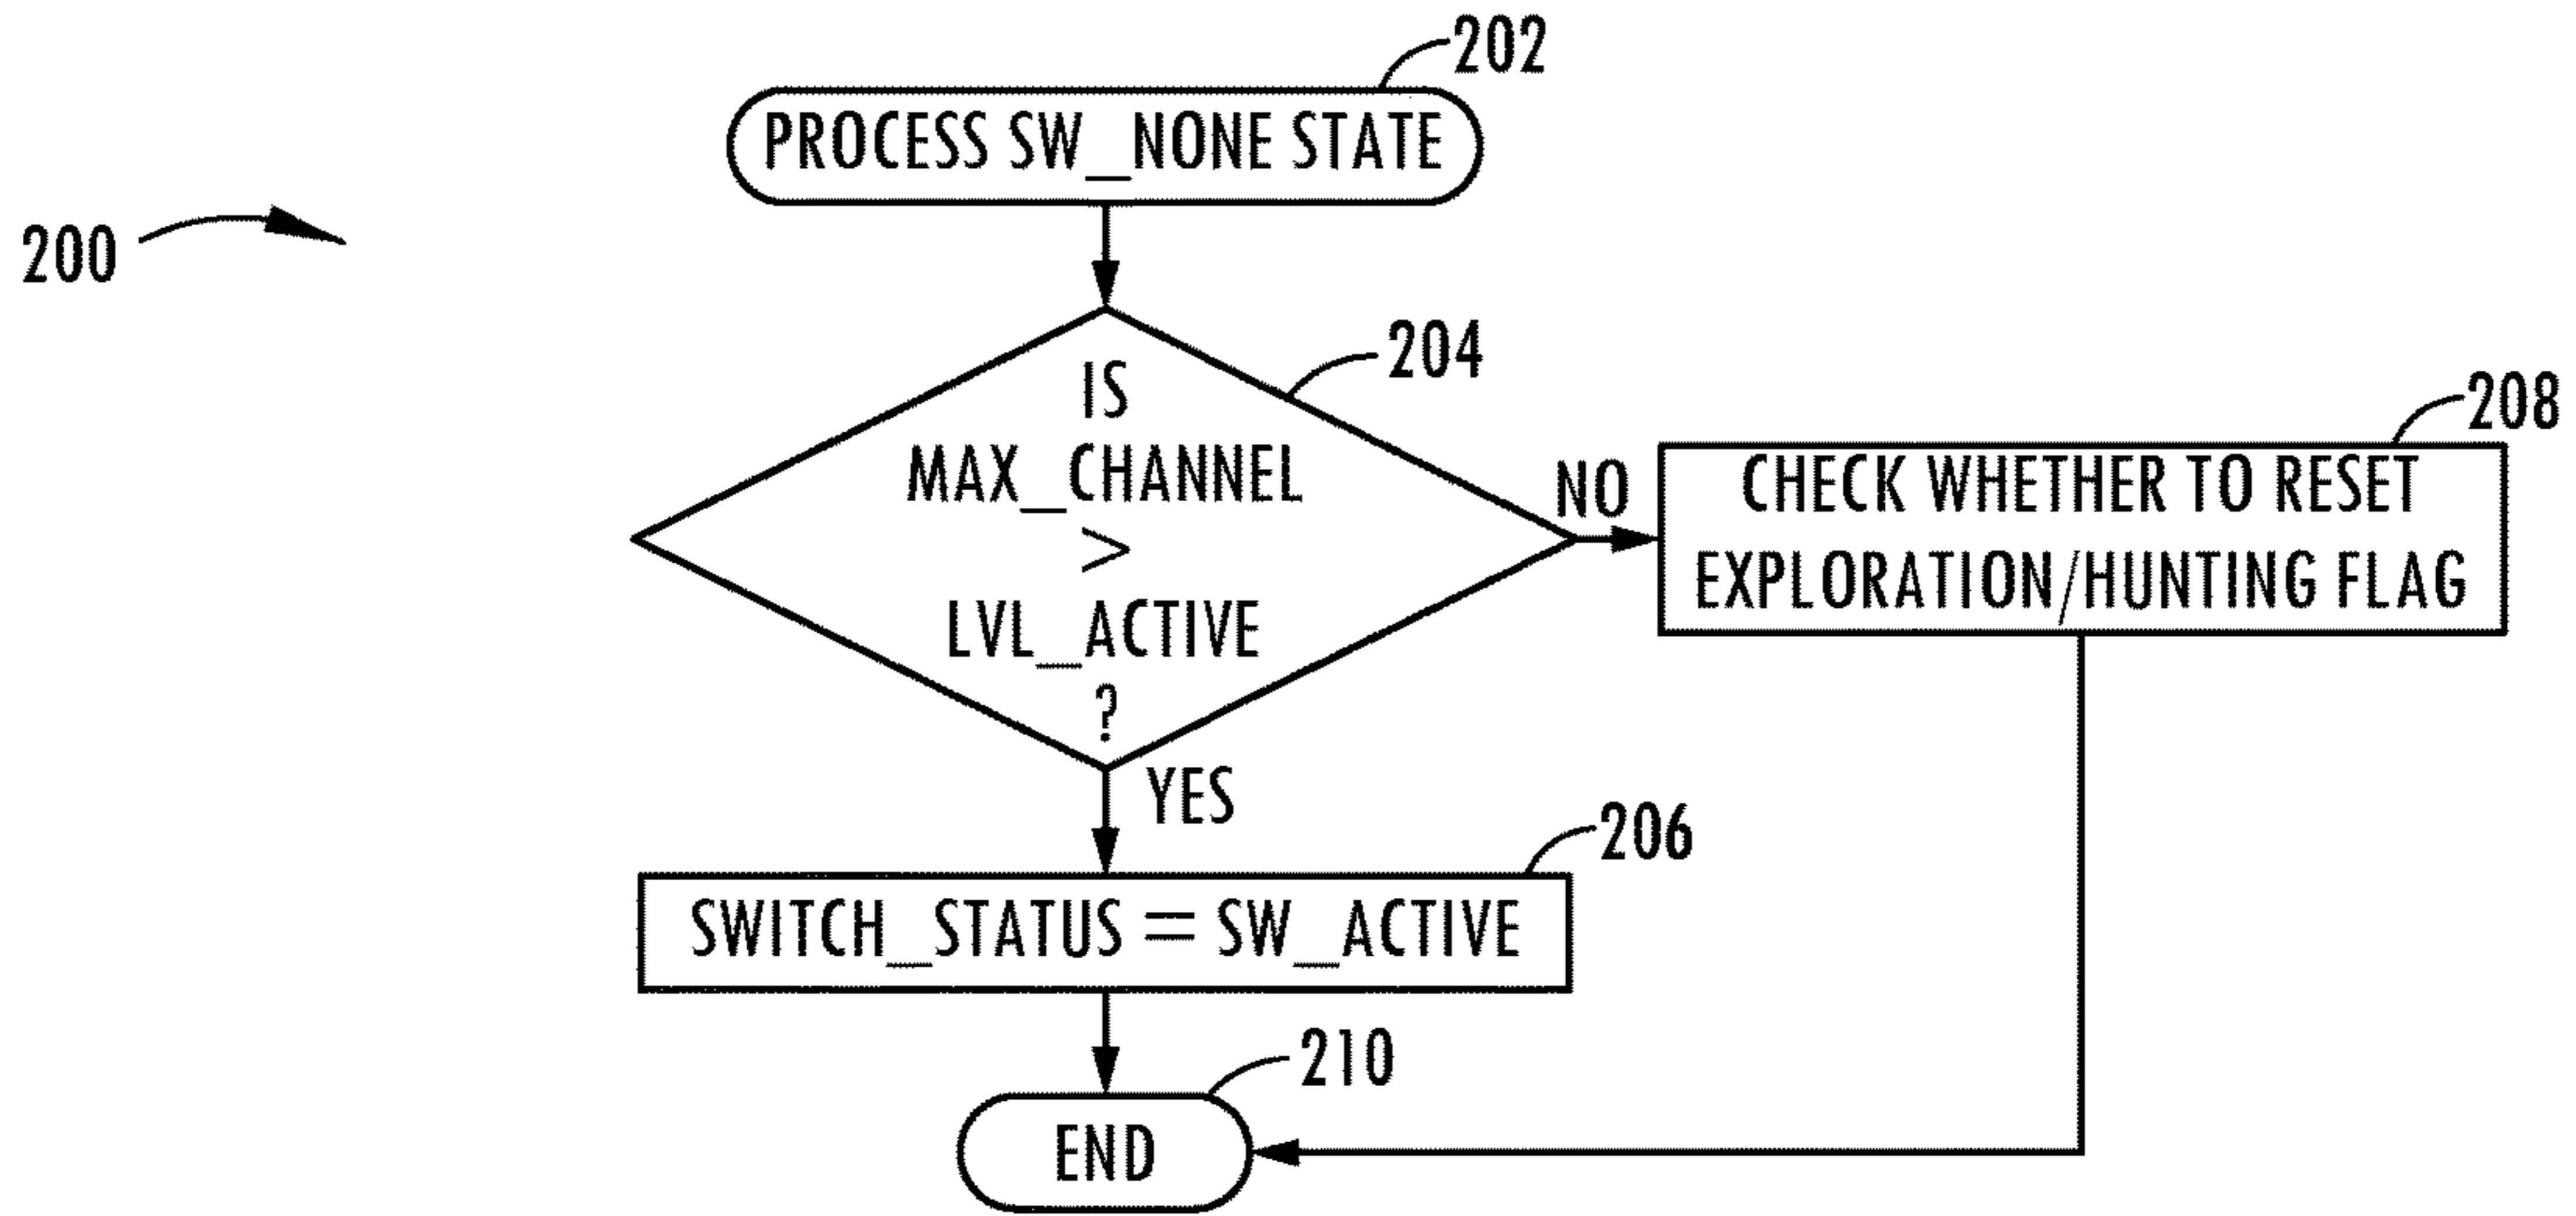 202
PROCESS SW_NONE STATE
200
204
IS
MAX_CHANNEL
>
LVL_ACTIVE
?
NO
208
CHECK WHETHER TO RESET
EXPLORATION/HUNTING FLAG
YES
206
SWITCH_STATUS = SW_ACTIVE
210
END